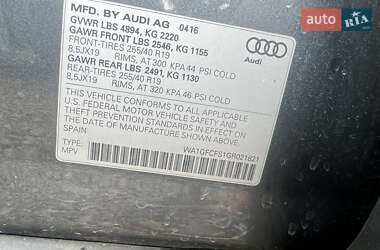 AUTO.RIA
MFD. BY AUDI AG 0416
GVWR LBS 4894, KG 2220
GAWR FRONT LBS 2546, KG 1155
FRONT-TIRES 255/40 R19
8,5JX19 RIMS, AT 300 KPA 44 PSI COLD
GAWR REAR LBS 2491, KG 1130
REAR-TIRES 255/40 R19
8,5JX19 RIMS, AT 320 KPA 46 PSI COLD
Audi
THIS VEHICLE CONFORMS TO ALL APPLICABLE
U.S. FEDERAL MOTOR VEHICLE SAFETY
STANDARDS IN EFFECT ON THE
DATE OF MANUFACTURE SHOWN ABOVE.
SPAIN
TYPE: WA1GFCFS1GR021621
MPV